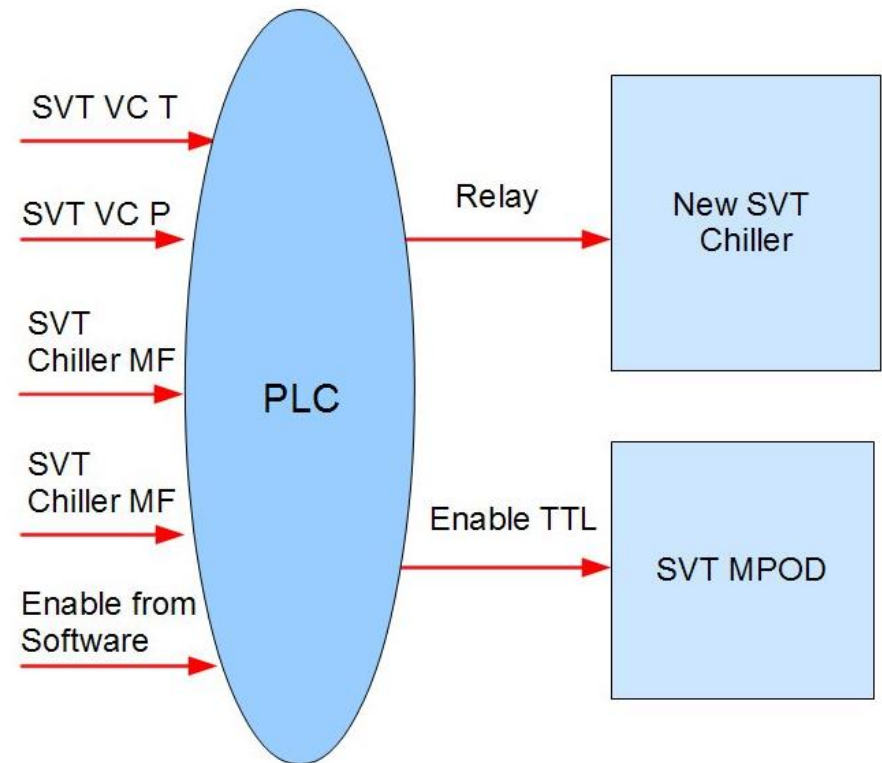 SVT VC T
SVT VC P
SVT
Chiller MF
SVT
Chiller MF
Enable from
Software
PLC
Relay
Enable TTL
New SVT
Chiller
SVT MPOD